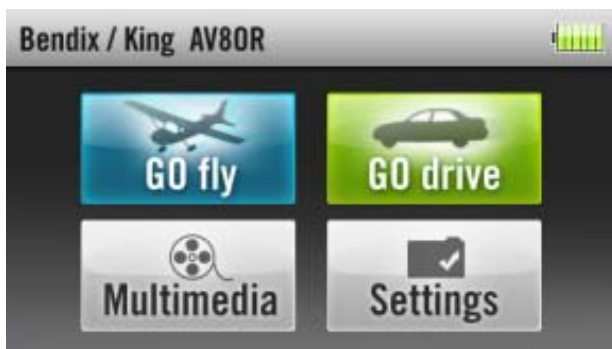 Bendix / King AV8OR
GO fly
GO drive
Multimedia
Settings